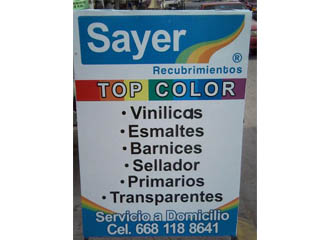 Sayer
®
Recubrimientos
TOP COLOR
• Vinilicas
• Esmaltes
• Barnices
• Sellador
• Primarios
• Transparentes
Servicio a Domicilio
Cel. 668 118 8641